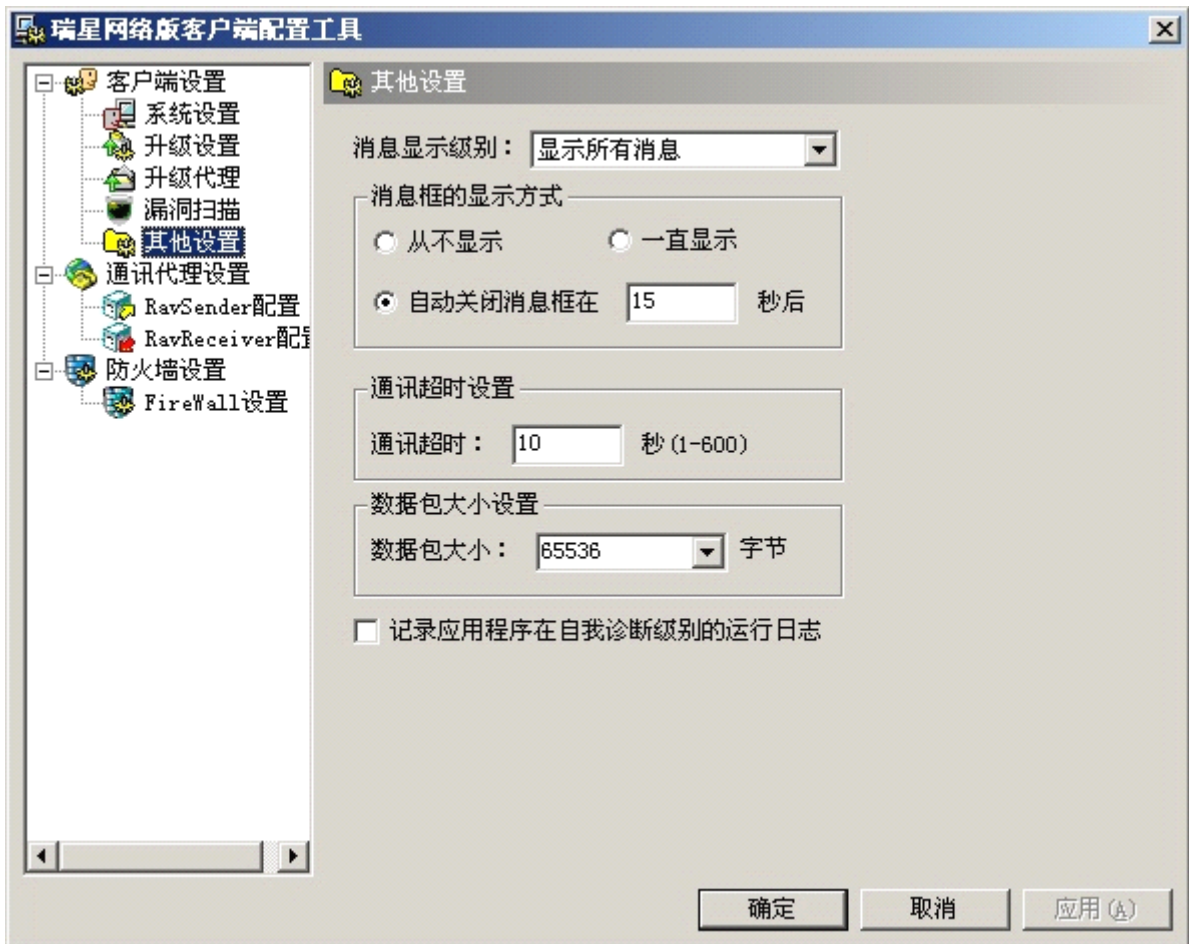 瑞星网络版客户端配置工具
客户端设置
系统设置
升级设置
升级代理
漏洞扫描
其他设置
通讯代理设置
RavSender配置
RavReceiver配
防火墙设置
FireWall设置
其他设置
消息显示级别： 显示所有消息
消息框的显示方式
从不显示 一直显示
自动关闭消息框在 15 秒后
通讯超时设置
通讯超时： 10 秒(1-600)
数据包大小设置
数据包大小： 65536 字节
记录应用程序在自我诊断级别的运行日志
确定 取消 应用(A)